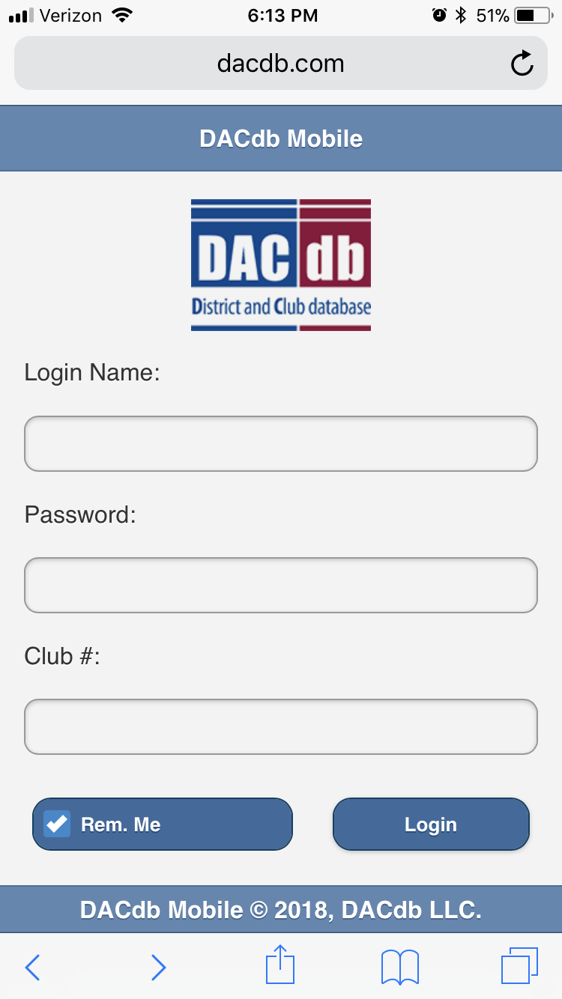 Verizon 6:13 PM 51%
dacdb.com
DACdb Mobile
DAC db
District and Club database
Login Name:
Password:
Club #:
Rem. Me Login
DACdb Mobile © 2018, DACdb LLC.